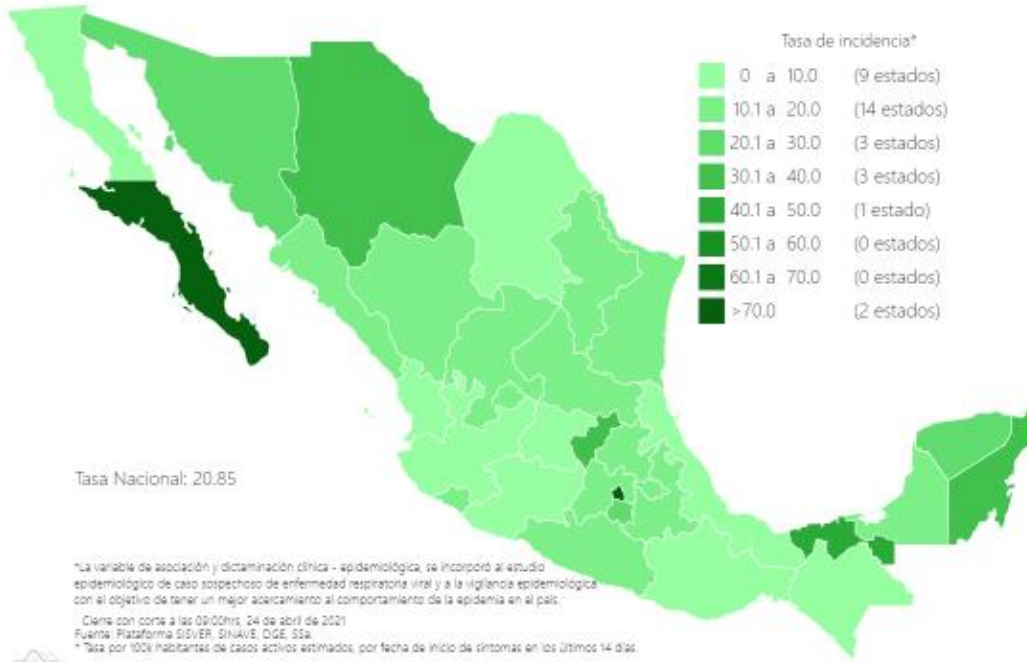 Tasa de incidencia*
0 a 10.0 (9 estados)
10.1 a 20.0 (14 estados)
20.1 a 30.0 (3 estados)
30.1 a 40.0 (3 estados)
40.1 a 50.0 (1 estado)
50.1 a 60.0 (0 estados)
60.1 a 70.0 (0 estados)
>70.0 (2 estados)
Tasa Nacional: 20.85
*La variable de asociación y dictaminación clínica - epidemiológica, se incorporó al estudio
epidemiológico de caso sospechoso de enfermedad respiratoria viral y a la vigilancia epidemiológica
con el objetivo de tener un mejor acercamiento al comportamiento de la epidemia en el país.
Cierre con corte a las 09:00hrs, 24 de abril de 2021
Fuente: Plataforma SISVER, SINAVE, DGE, SSa.
* Tasa por 100k habitantes de casos activos estimados, por fecha de inicio de síntomas en los últimos 14 días.